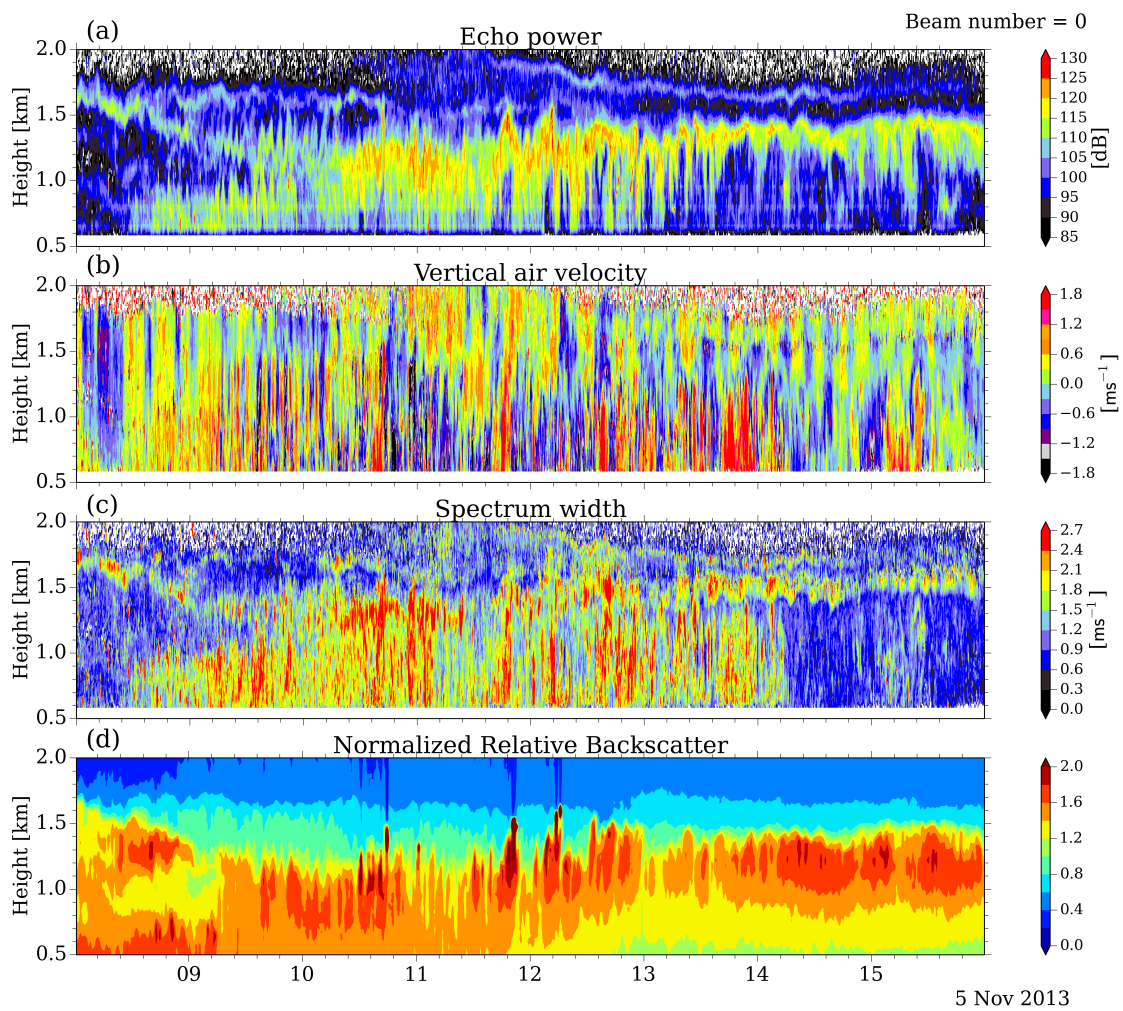 Beam number = 0
(a)
Echo power
Height [km]
2.0
1.5
1.0
0.5
130
125
120
115
110
105
100
95
90
85
[dB]
(b)
Vertical air velocity
Height [km]
2.0
1.5
1.0
0.5
1.8
1.2
0.6
0.0
−0.6
−1.2
−1.8
[ms⁻¹]
(c)
Spectrum width
Height [km]
2.0
1.5
1.0
0.5
2.7
2.4
2.1
1.8
1.5
1.2
0.9
0.6
0.3
0.0
[ms⁻¹]
(d)
Normalized Relative Backscatter
Height [km]
2.0
1.5
1.0
0.5
2.0
1.6
1.2
0.8
0.4
0.0
09 10 11 12 13 14 15
5 Nov 2013